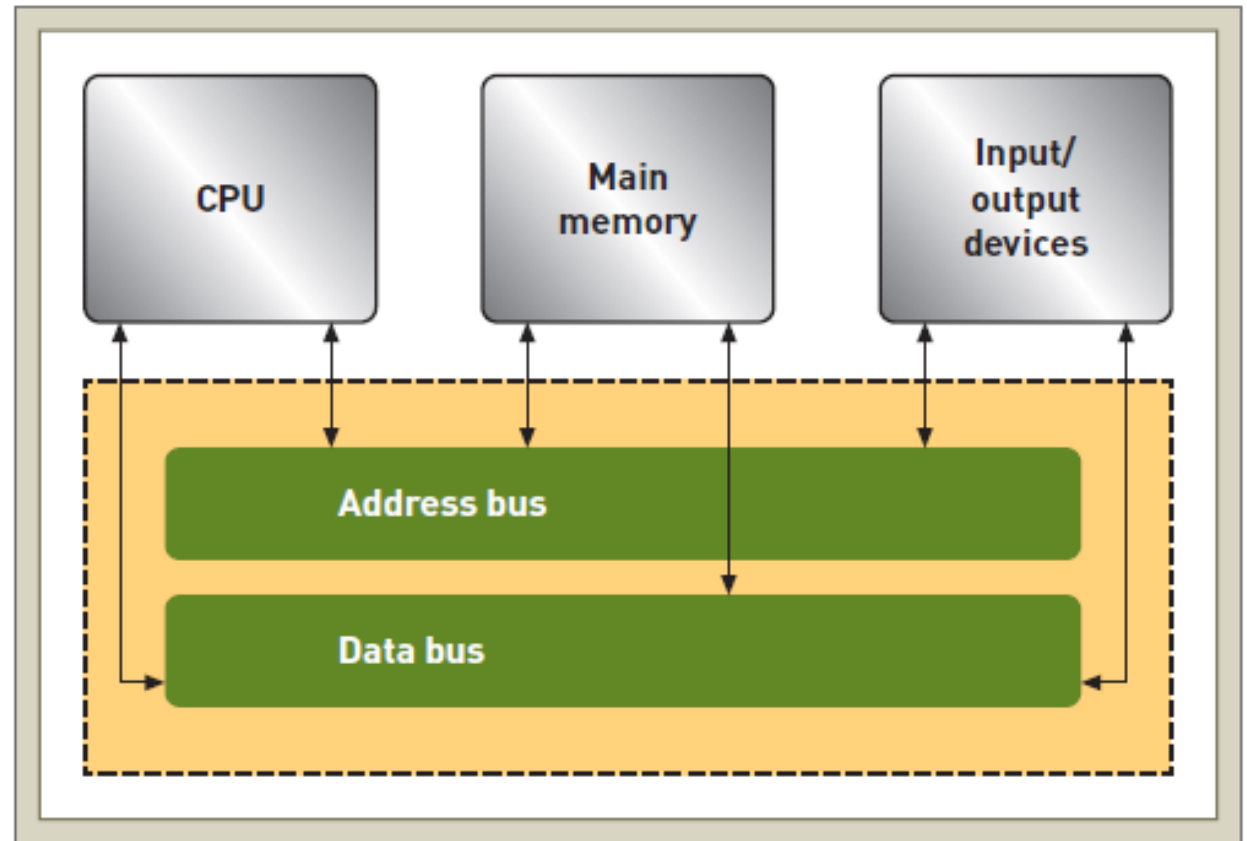 CPU
Main
memory
Input/
output
devices
Address bus
Data bus